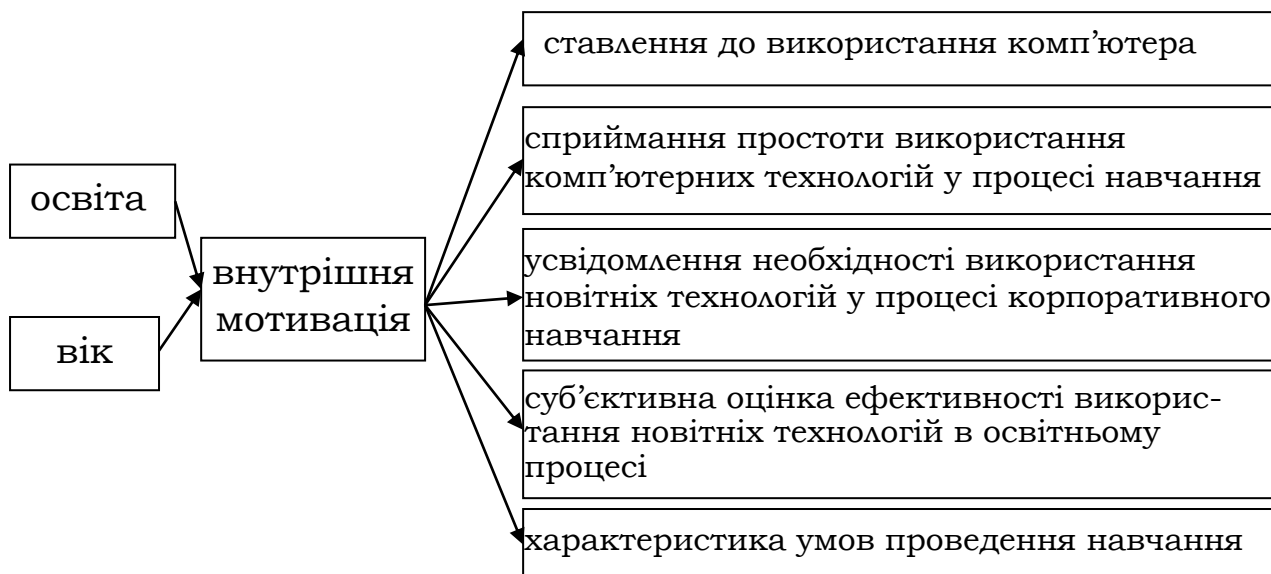 освіта
вік
внутрішня
мотивація
ставлення до використання комп’ютера
сприймання простоти використання
комп’ютерних технологій у процесі навчання
усвідомлення необхідності використання
новітніх технологій у процесі корпоративного
навчання
суб’єктивна оцінка ефективності викорис-
тання новітніх технологій в освітньому
процесі
характеристика умов проведення навчання